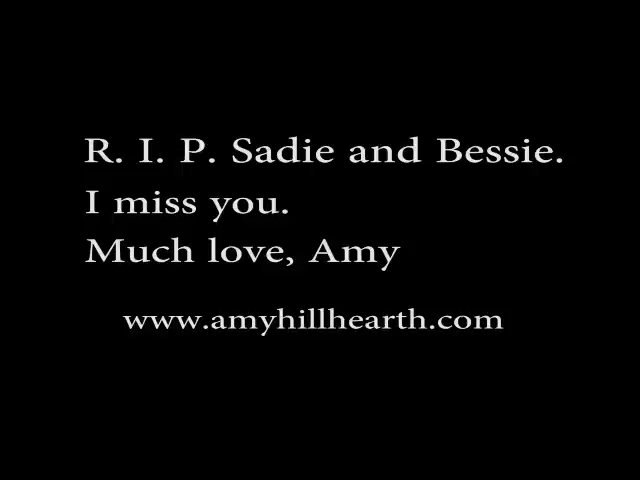 R. I. P. Sadie and Bessie.
I miss you.
Much love, Amy
www.amyhillhearth.com